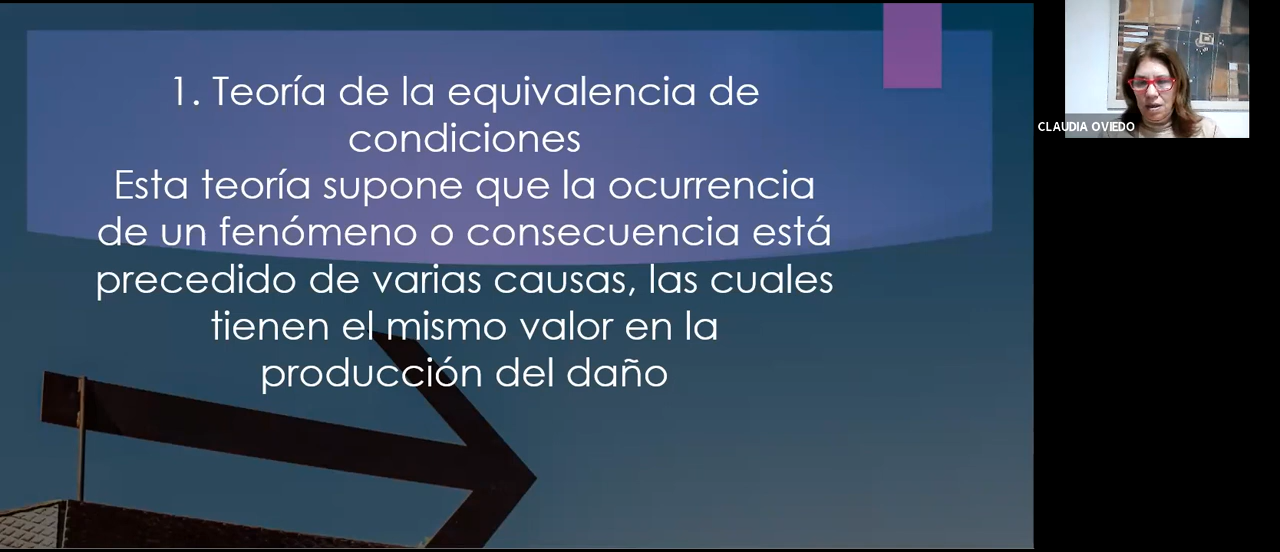 1. Teoría de la equivalencia de
condiciones
Esta teoría supone que la ocurrencia
de un fenómeno o consecuencia está
precedido de varias causas, las cuales
tienen el mismo valor en la
producción del daño
CLAUDIA OVIEDO